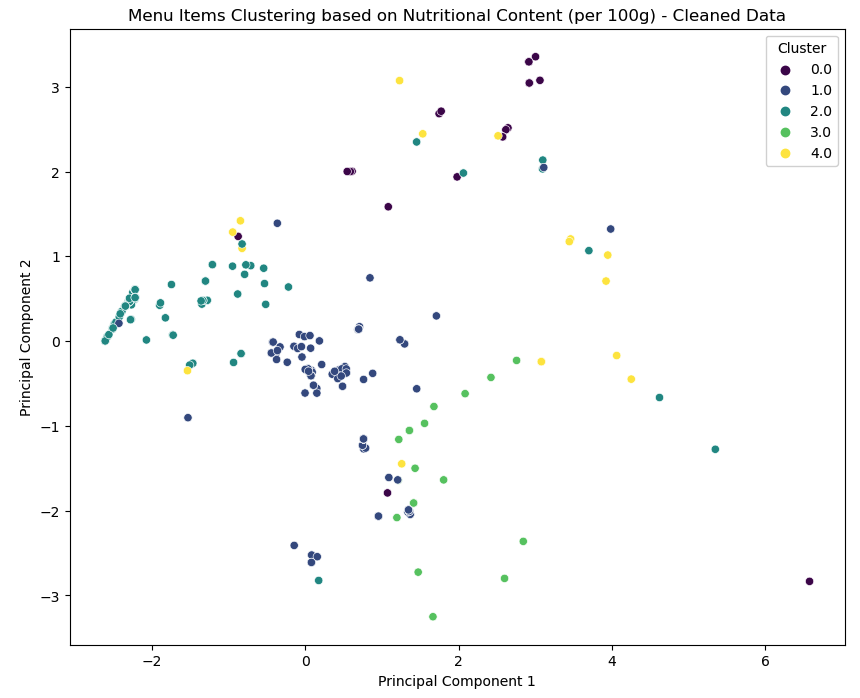 Menu Items Clustering based on Nutritional Content (per 100g) - Cleaned Data
Cluster
0.0
1.0
2.0
3.0
4.0
3
2
1
0
−1
−2
−3
Principal Component 2
−2 0 2 4 6
Principal Component 1